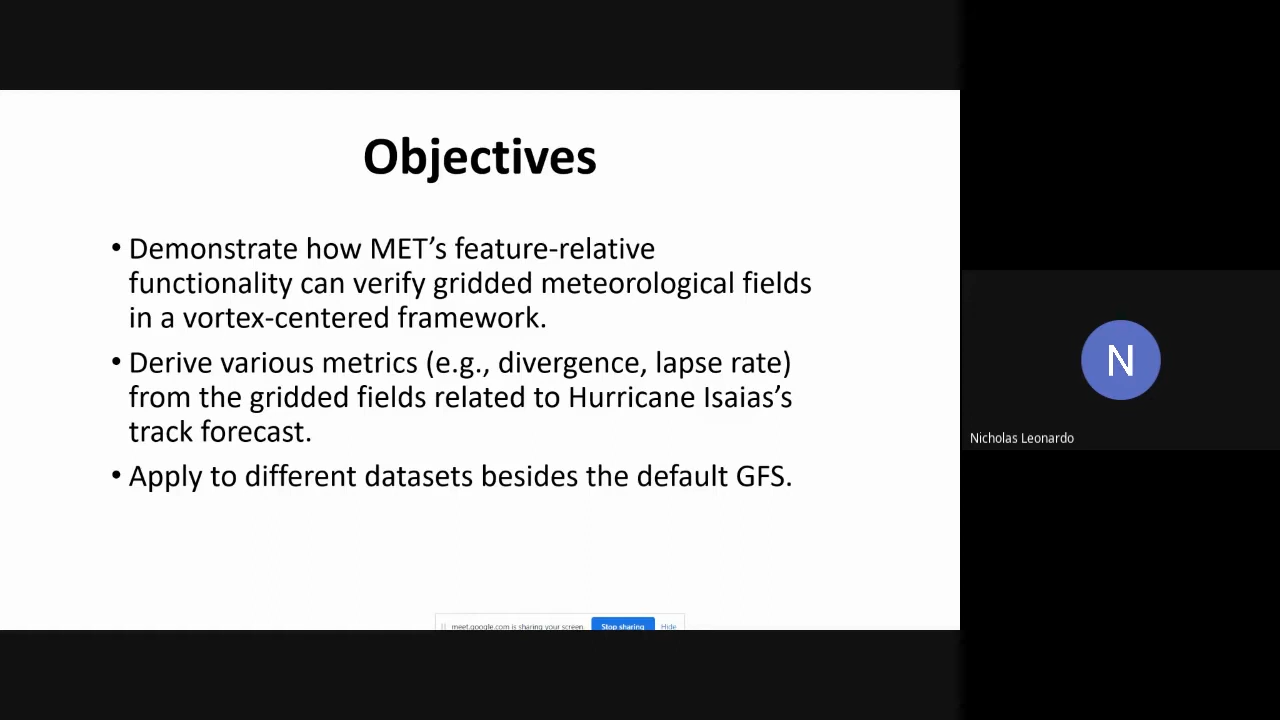 Objectives
• Demonstrate how MET’s feature-relative
functionality can verify gridded meteorological fields
in a vortex-centered framework.
• Derive various metrics (e.g., divergence, lapse rate)
from the gridded fields related to Hurricane Isaias’s
track forecast.
• Apply to different datasets besides the default GFS.
meet.google.com is sharing your screen. Stop sharing Hide
N
Nicholas Leonardo